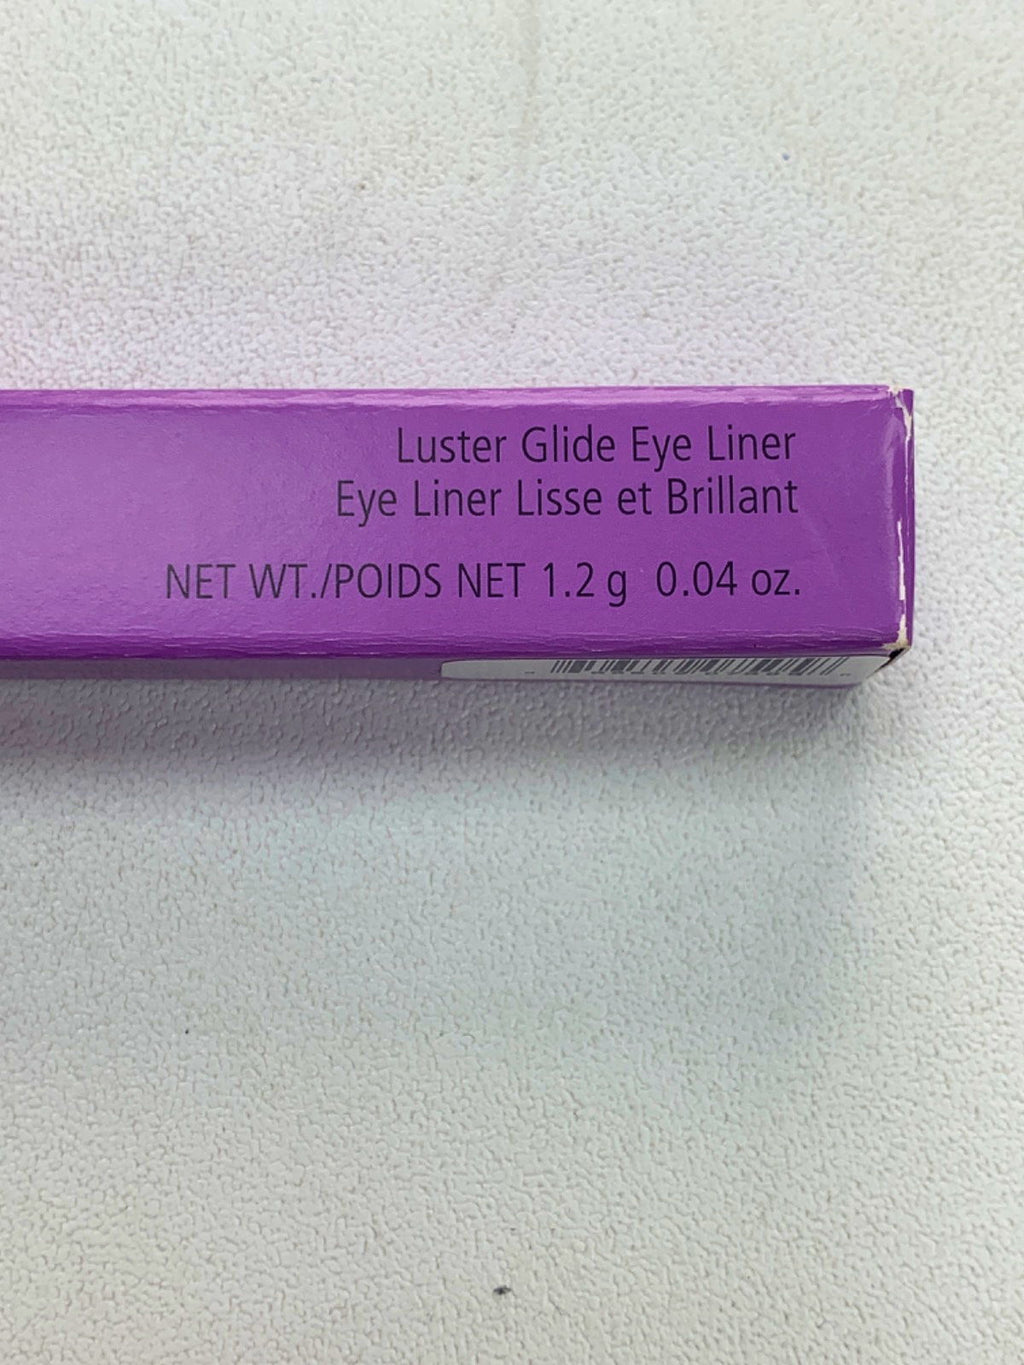 Luster Glide Eye Liner
Eye Liner Lisse et Brillant
NET WT./POIDS NET 1.2 g 0.04 oz.